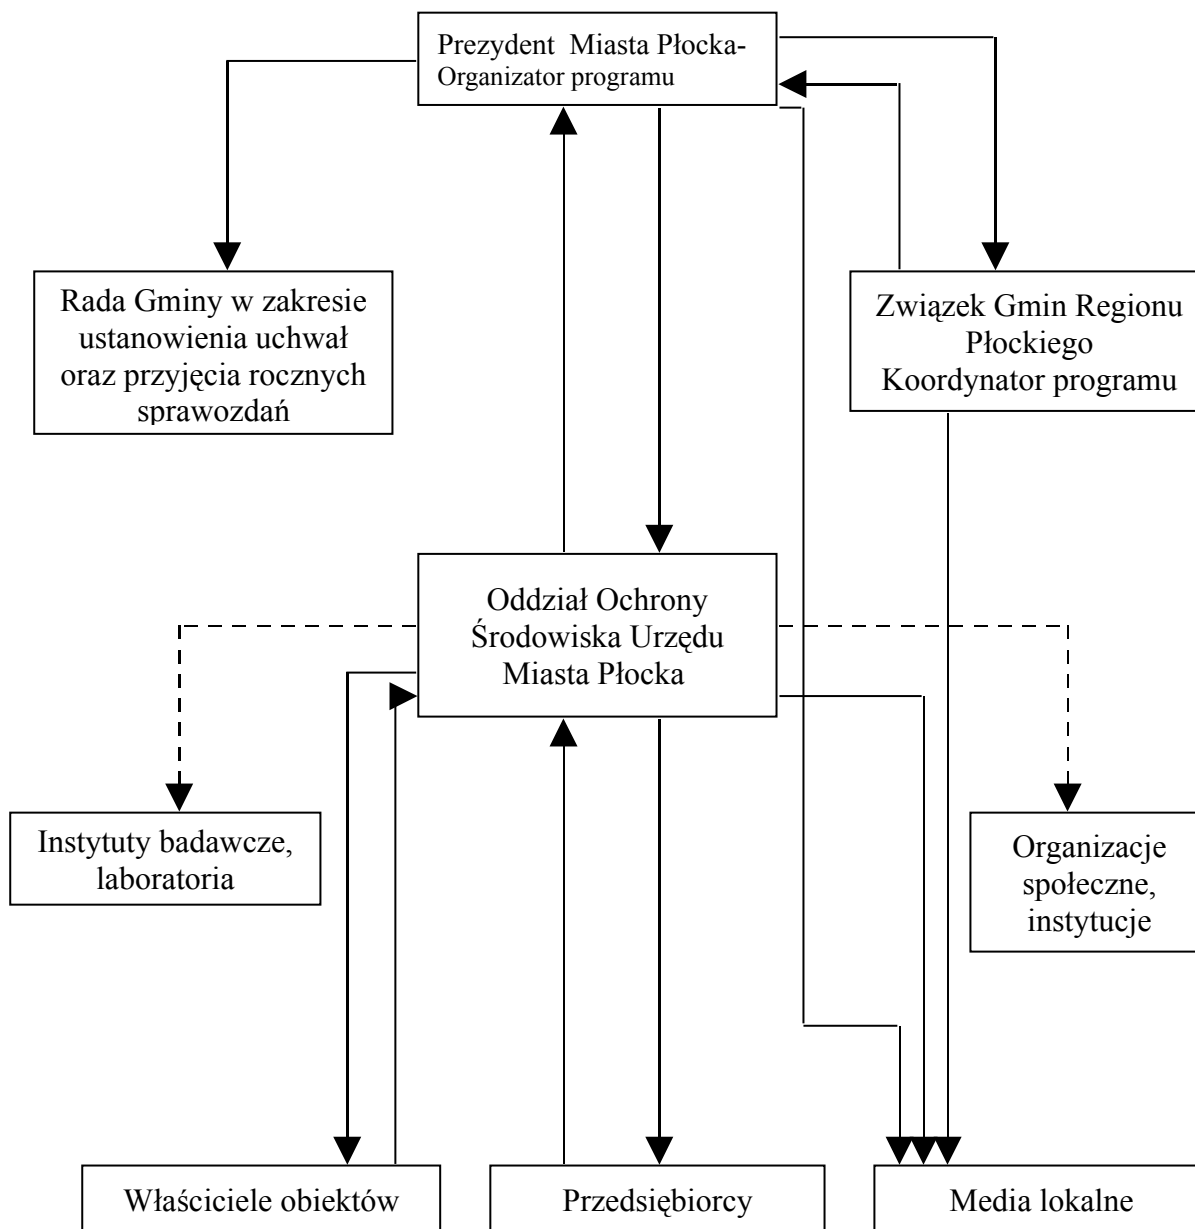 Prezydent Miasta Płocka-
Organizator programu
Rada Gminy w zakresie
ustanowienia uchwał
oraz przyjęcia rocznych
sprawozdań
Związek Gmin Regionu
Płockiego
Koordynator programu
Oddział Ochrony
Środowiska Urzędu
Miasta Płocka
Instytuty badawcze,
laboratoria
Organizacje
społeczne,
instytucje
Właściciele obiektów
Przedsiębiorcy
Media lokalne